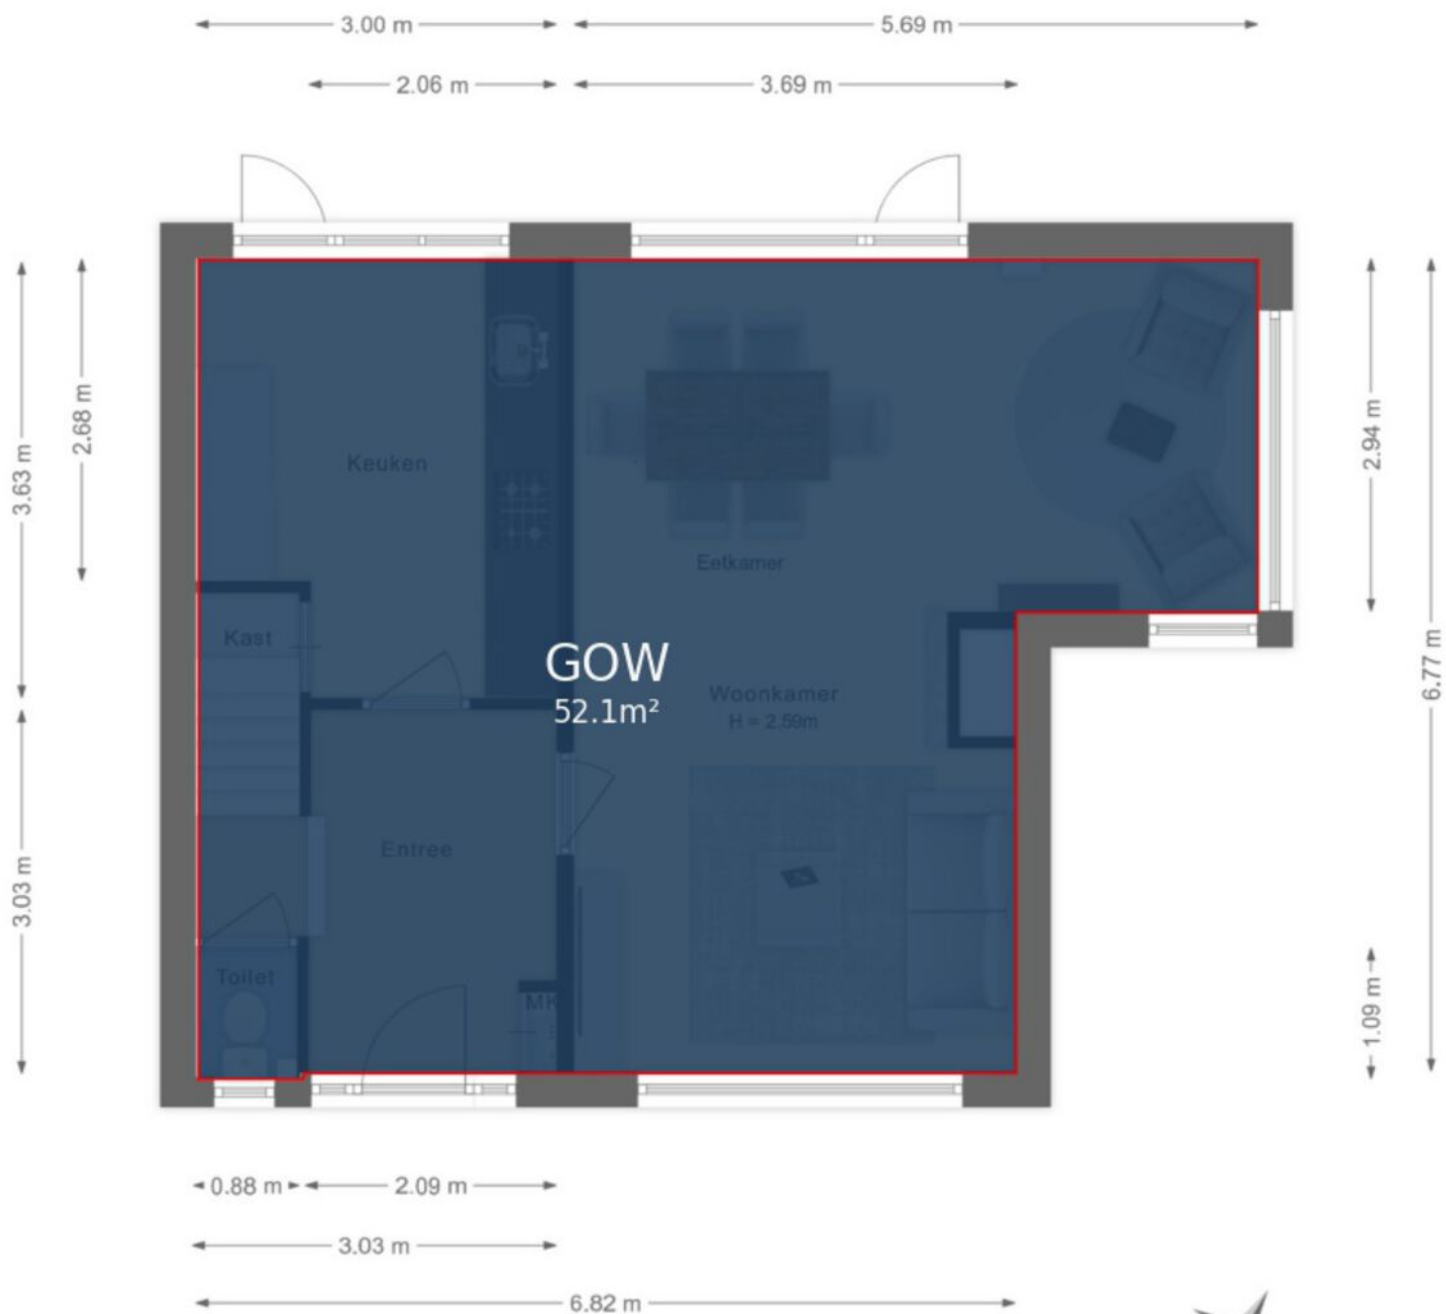 3.00 m
5.69 m
2.06 m
3.69 m
3.63 m
2.68 m
2.94 m
6.77 m
Keuken
Eetkamer
Kast
GOW
52.1m²
Woonkamer
H = 2.59m
Entree
3.03 m
Toilet
MK
1.09 m
0.88 m
2.09 m
3.03 m
6.82 m